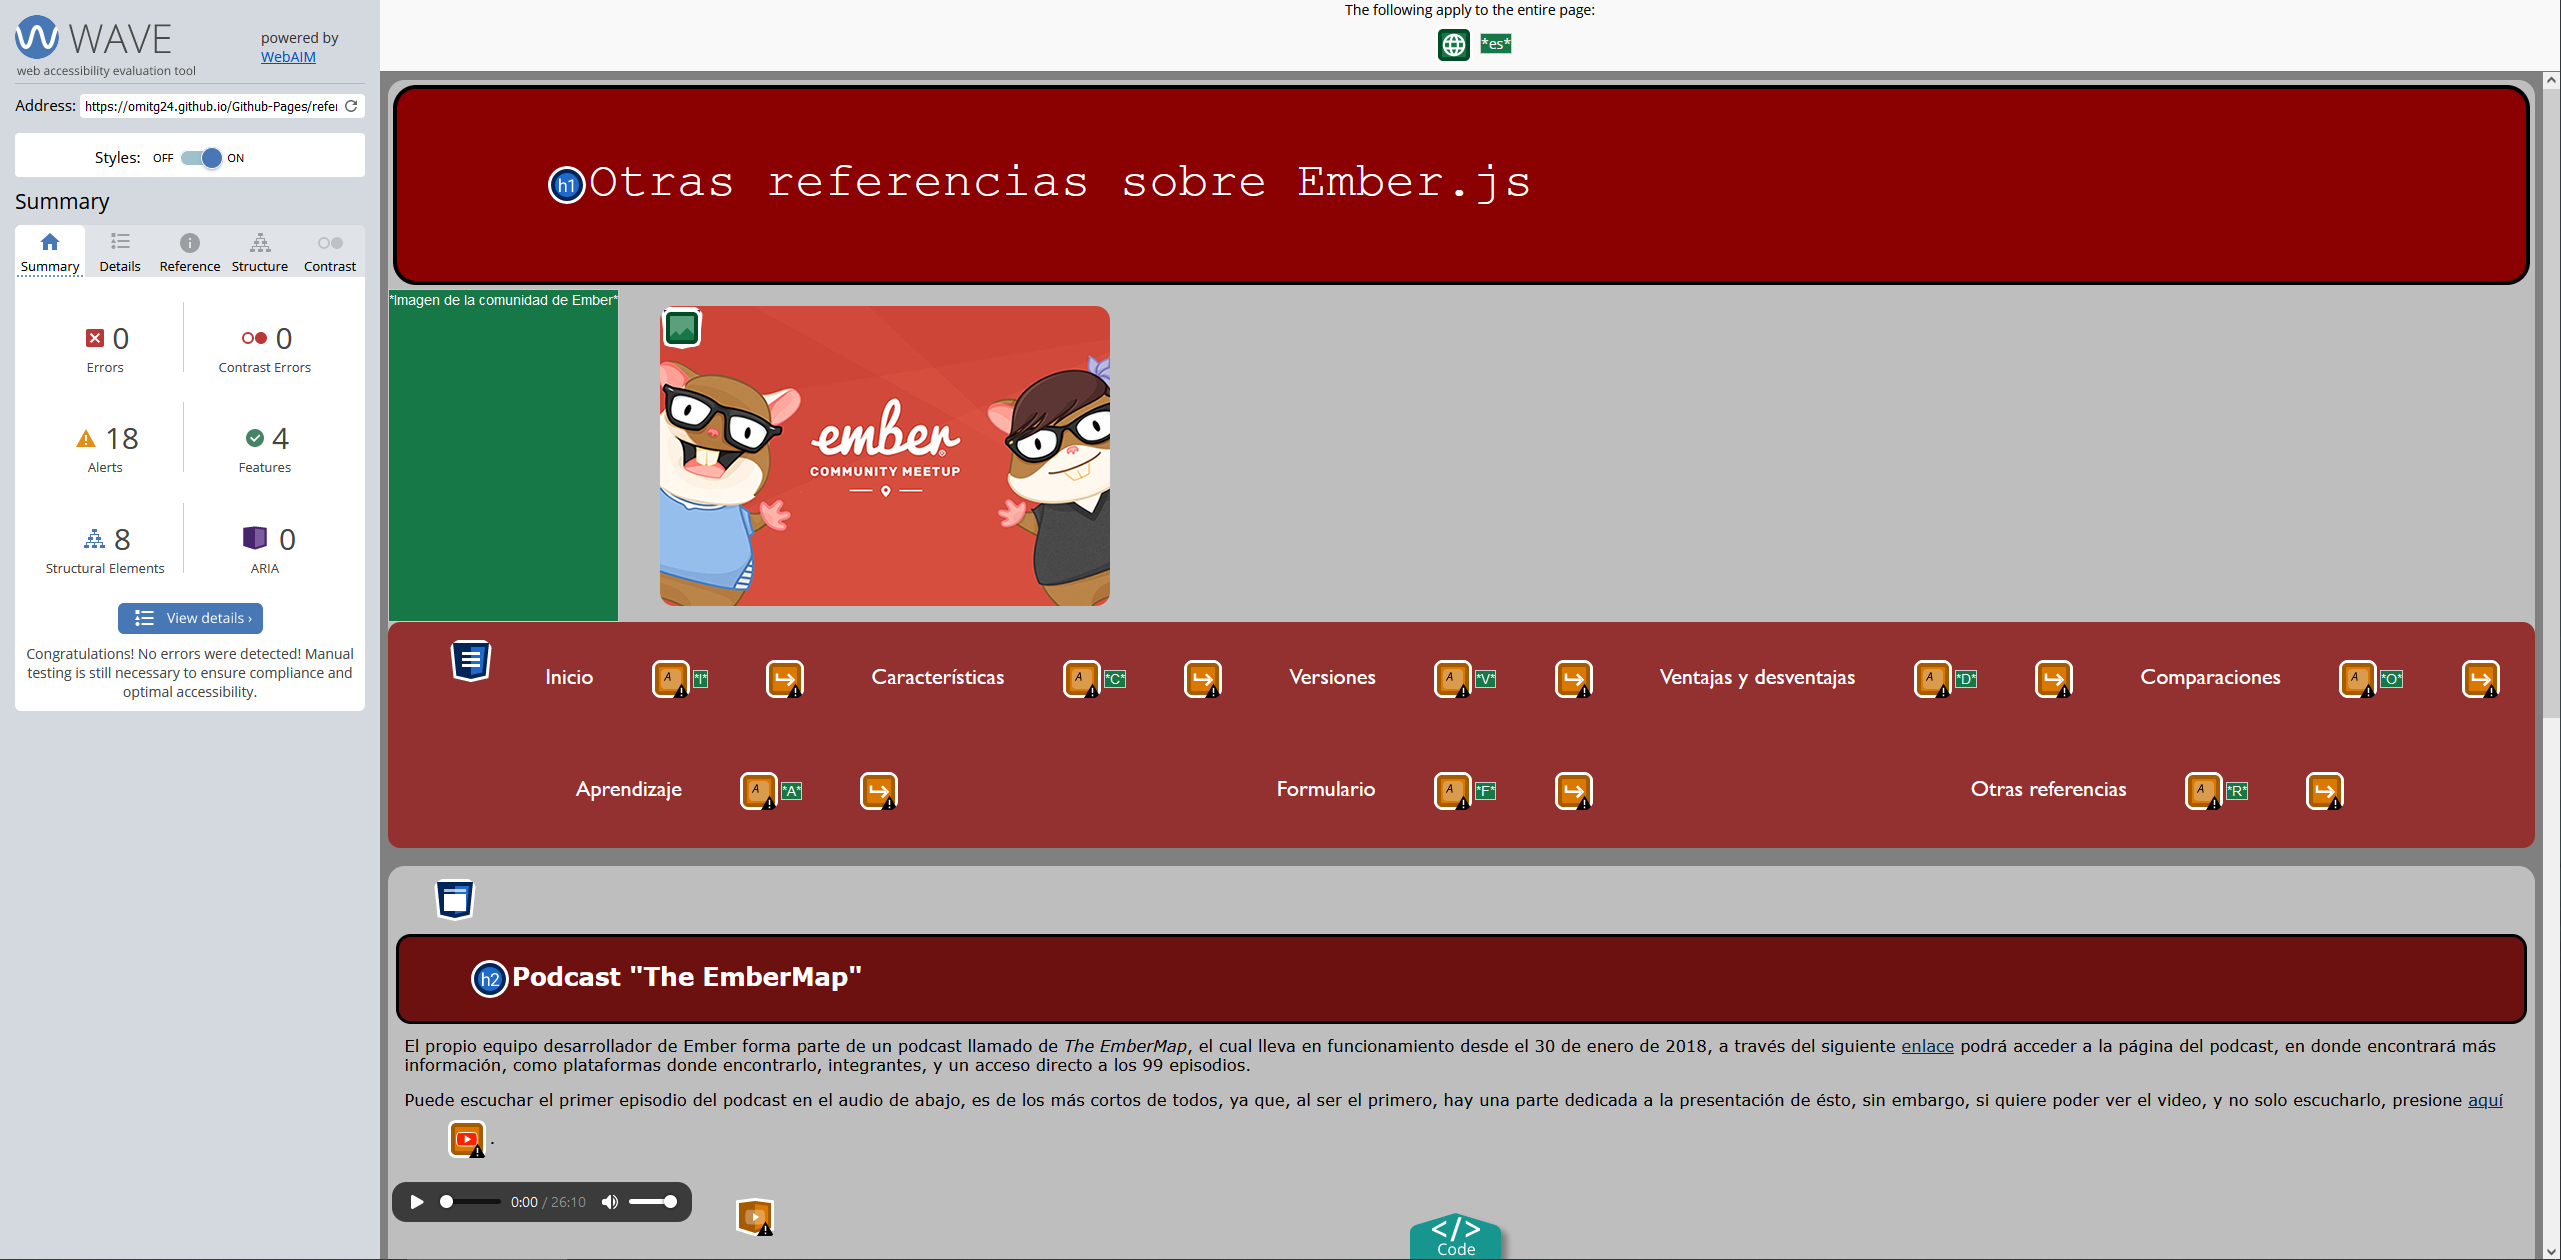 WAVE
web accessibility evaluation tool
powered by
WebAIM
Address: https://omitg24.github.io/Github-Pages/refer
Styles: OFF ON
Summary
Summary Details Reference Structure Contrast
0
Errors
0
Contrast Errors
18
Alerts
4
Features
8
Structural Elements
0
ARIA
View details ›
Congratulations! No errors were detected! Manual
testing is still necessary to ensure compliance and
optimal accessibility.
The following apply to the entire page:
*es*
h1 Otras referencias sobre Ember.js
*Imagen de la comunidad de Ember*
ember
COMMUNITY MEETUP
Inicio A *I* Características A *C* Versiones A *V* Ventajas y desventajas A *D* Comparaciones A *O*
Aprendizaje A *A* Formulario A *F* Otras referencias A *R*
h2 Podcast "The EmberMap"
El propio equipo desarrollador de Ember forma parte de un podcast llamado de The EmberMap, el cual lleva en funcionamiento desde el 30 de enero de 2018, a través del siguiente enlace podrá acceder a la página del podcast, en donde encontrará más
información, como plataformas donde encontrarlo, integrantes, y un acceso directo a los 99 episodios.
Puede escuchar el primer episodio del podcast en el audio de abajo, es de los más cortos de todos, ya que, al ser el primero, hay una parte dedicada a la presentación de ésto, sin embargo, si quiere poder ver el video, y no solo escucharlo, presione aquí
.
0:00 / 26:10
</>
Code